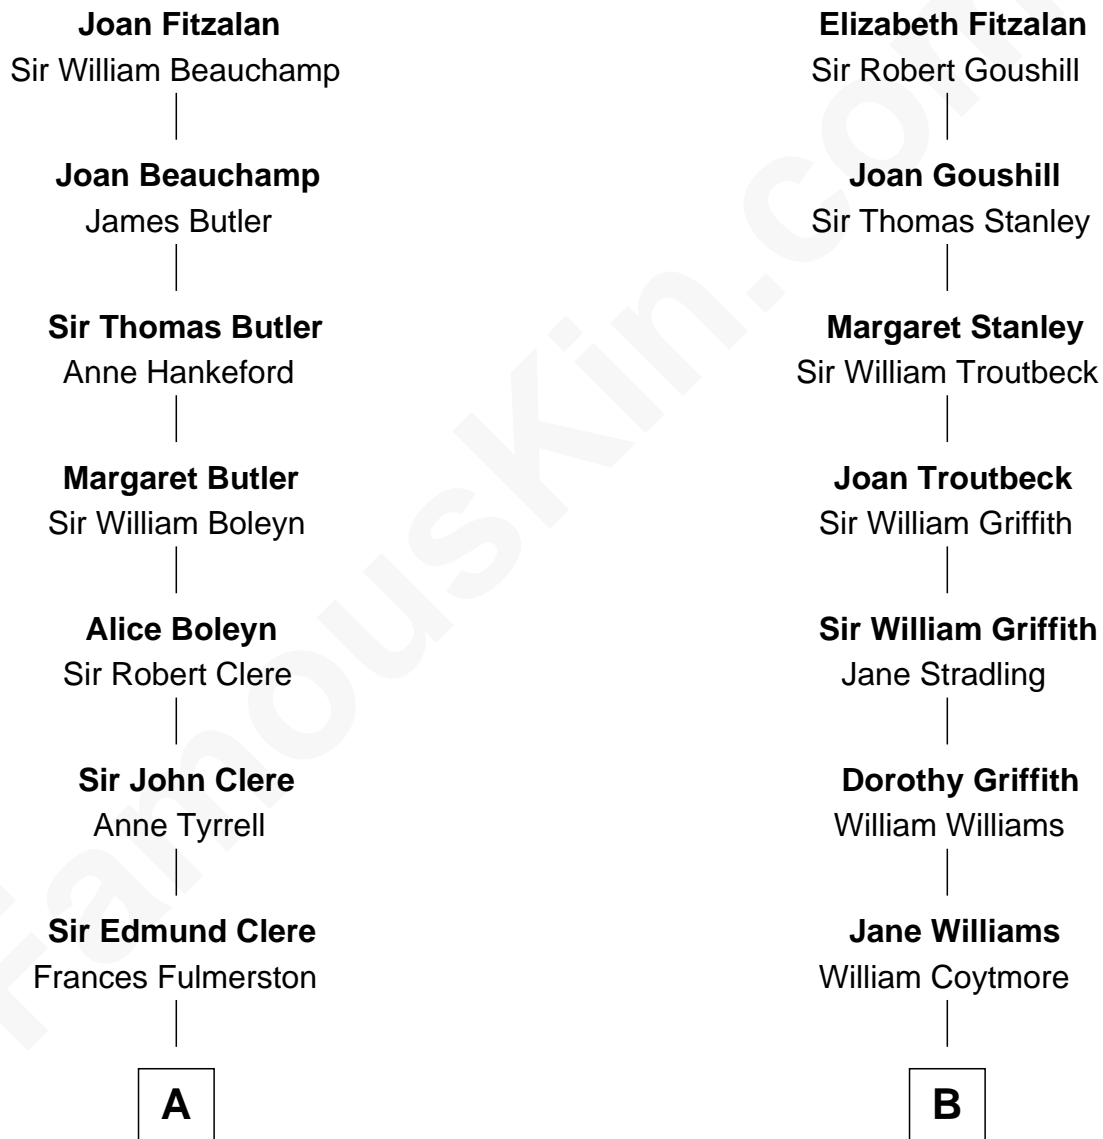 Joan Fitzalan
Sir William Beauchamp
Joan Beauchamp
James Butler
Sir Thomas Butler
Anne Hankeford
Margaret Butler
Sir William Boleyn
Alice Boleyn
Sir Robert Clere
Sir John Clere
Anne Tyrrell
Sir Edmund Clere
Frances Fulmerston
A
Elizabeth Fitzalan
Sir Robert Goushill
Joan Goushill
Sir Thomas Stanley
Margaret Stanley
Sir William Troutbeck
Joan Troutbeck
Sir William Griffith
Sir William Griffith
Jane Stradling
Dorothy Griffith
William Williams
Jane Williams
William Coytmore
B
FamousKin.com